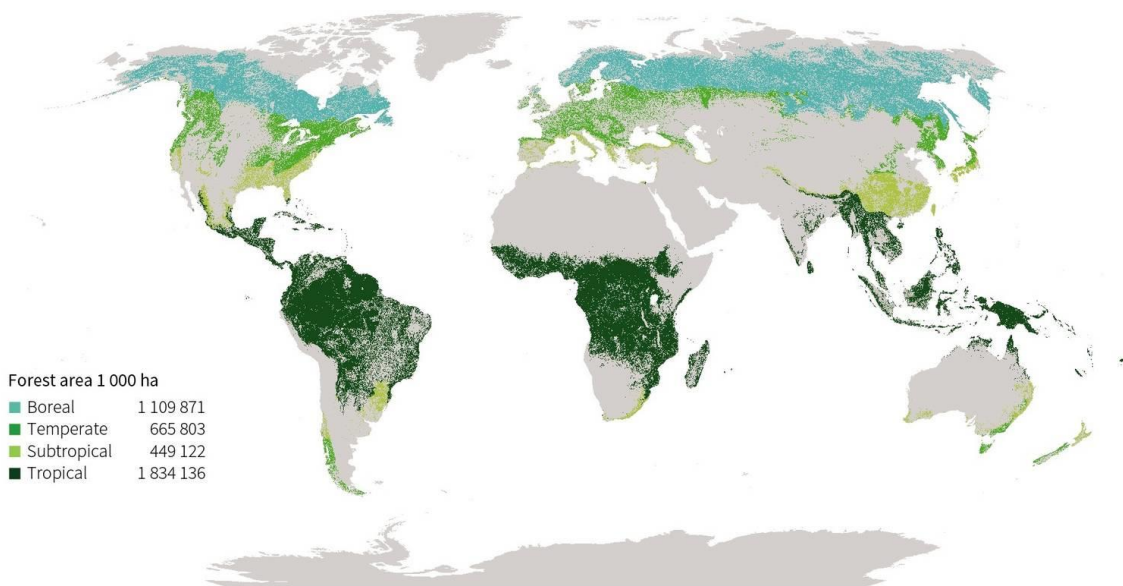 Forest area 1 000 ha
Boreal 1 109 871
Temperate 665 803
Subtropical 449 122
Tropical 1 834 136